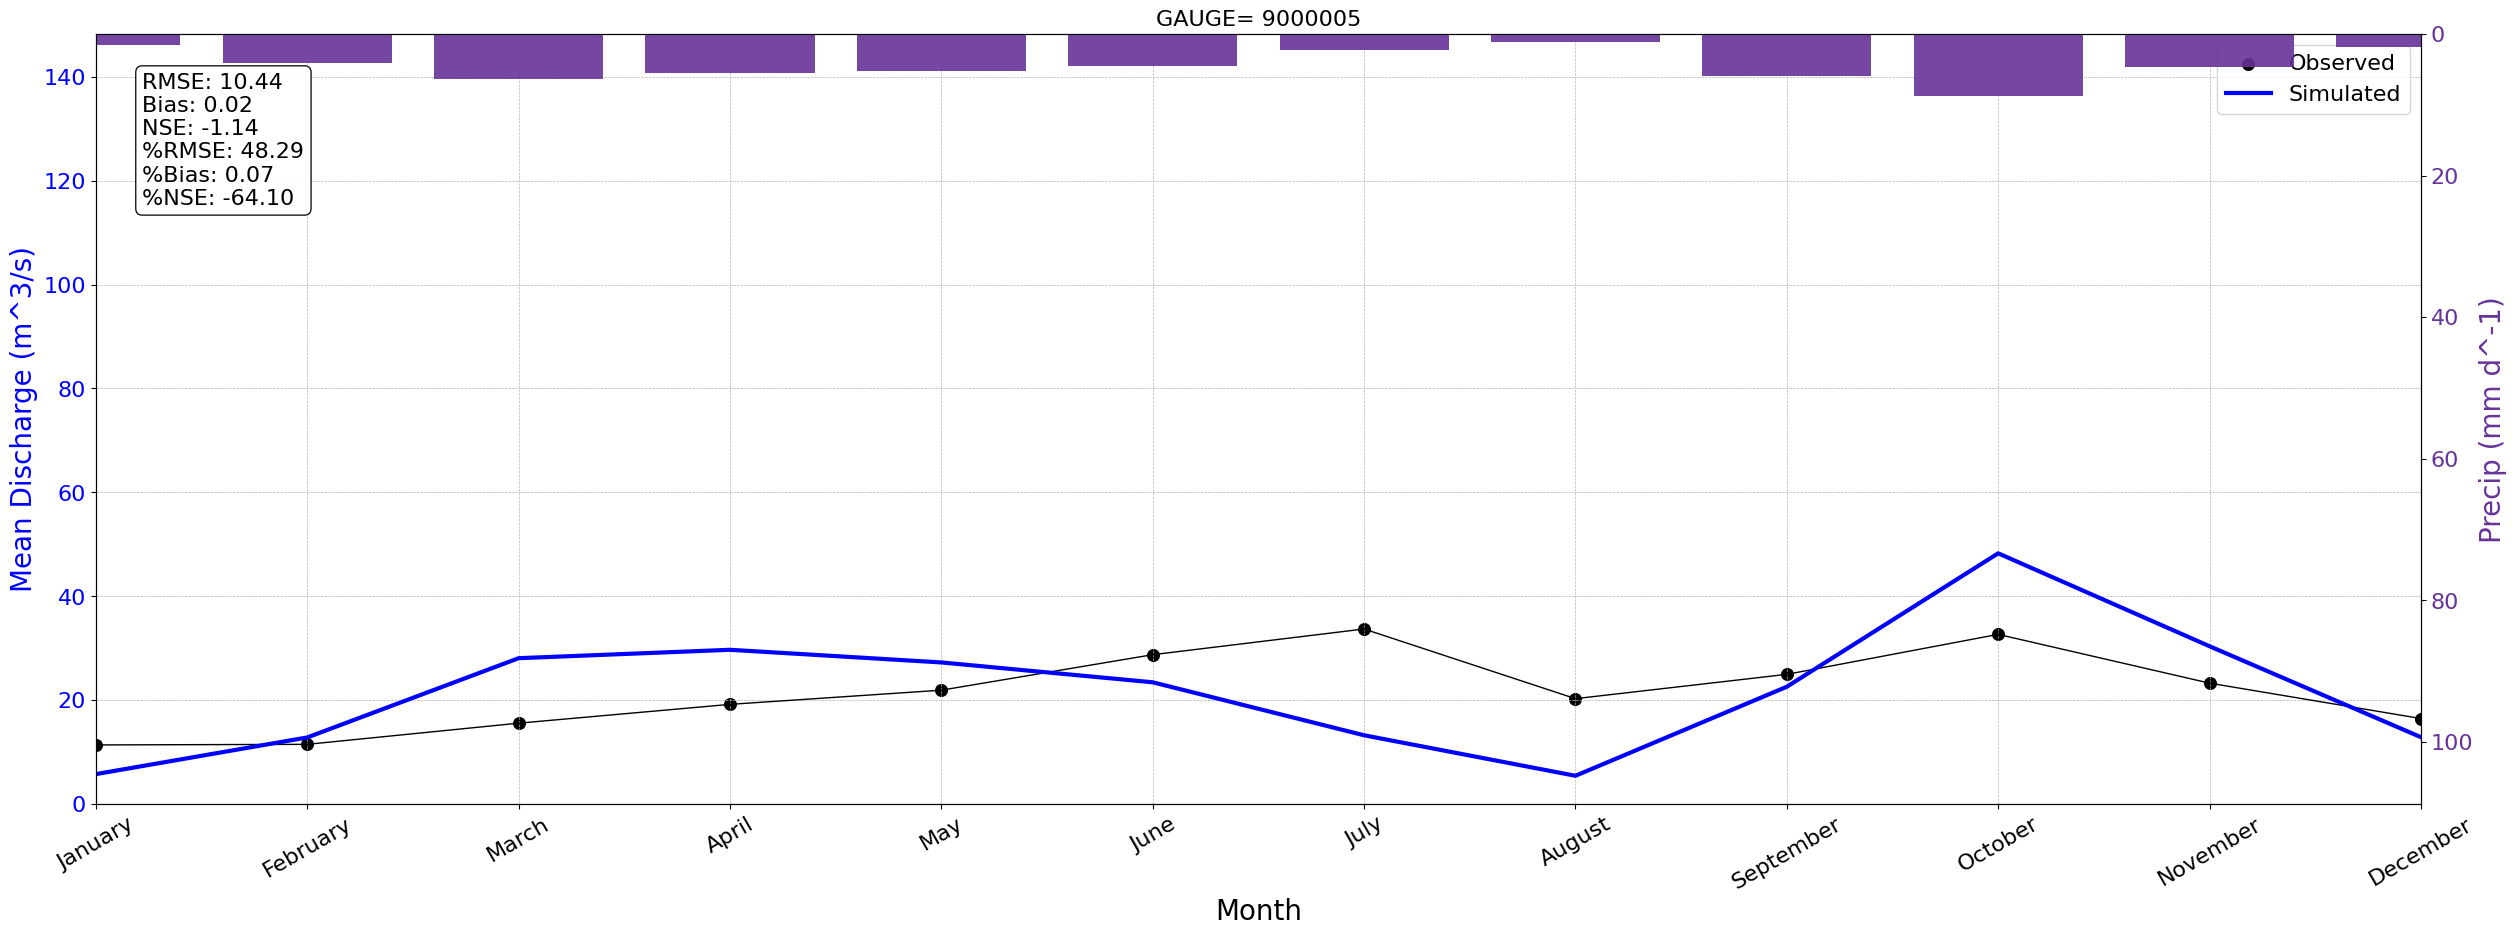 GAUGE= 9000005
RMSE: 10.44
Bias: 0.02
NSE: -1.14
%RMSE: 48.29
%Bias: 0.07
%NSE: -64.10
Observed
Simulated
140
120
100
80
60
40
20
0
Mean Discharge (m^3/s)
0
20
40
60
80
100
Precip (mm d^-1)
January
February
March
April
May
June
July
August
September
October
November
December
Month